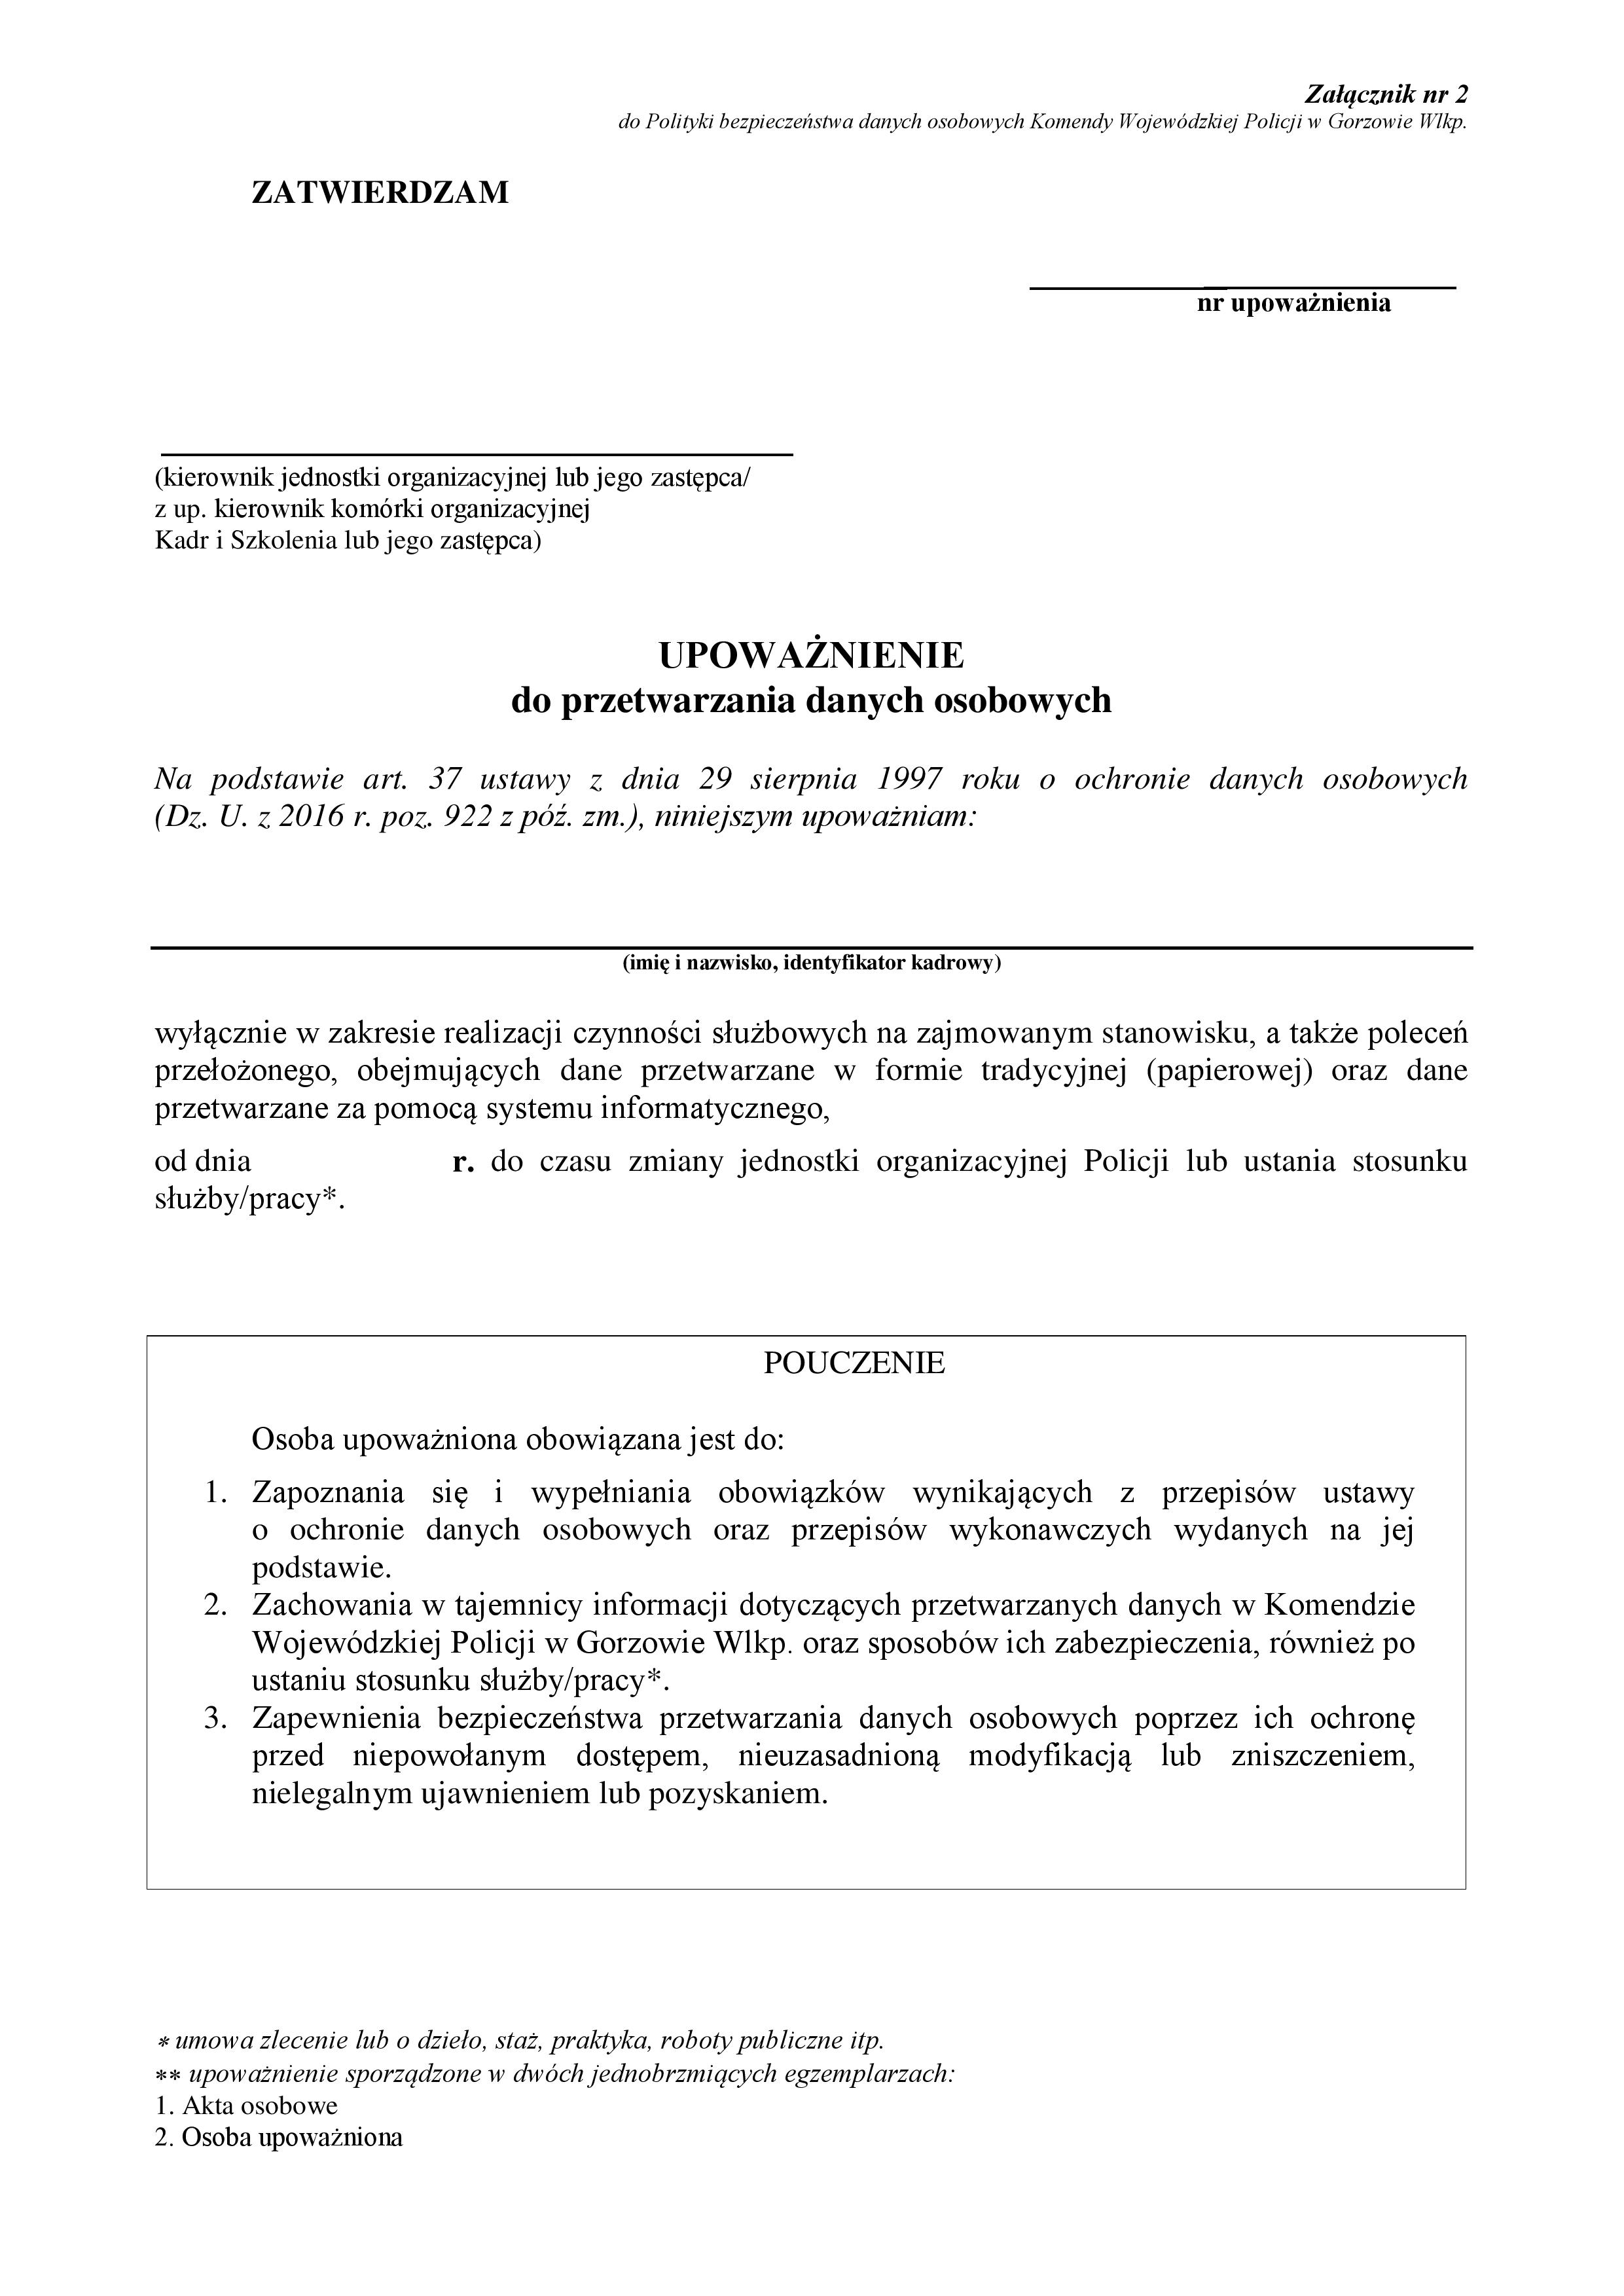 Załącznik nr 2
do Polityki bezpieczeństwa danych osobowych Komendy Wojewódzkiej Policji w Gorzowie Wlkp.
ZATWIERDZAM
nr upoważnienia
(kierownik jednostki organizacyjnej lub jego zastępca/
z up. kierownik komórki organizacyjnej
Kadr i Szkolenia lub jego zastępca)
UPOWAŻNIENIE
do przetwarzania danych osobowych
Na podstawie art. 37 ustawy z dnia 29 sierpnia 1997 roku o ochronie danych osobowych
(Dz. U. z 2016 r. poz. 922 z póź. zm.), niniejszym upoważniam:
(imię i nazwisko, identyfikator kadrowy)
wyłącznie w zakresie realizacji czynności służbowych na zajmowanym stanowisku, a także poleceń
przełożonego, obejmujących dane przetwarzane w formie tradycyjnej (papierowej) oraz dane
przetwarzane za pomocą systemu informatycznego,
od dnia r. do czasu zmiany jednostki organizacyjnej Policji lub ustania stosunku
służby/pracy*.
POUCZENIE
Osoba upoważniona obowiązana jest do:
1. Zapoznania się i wypełniania obowiązków wynikających z przepisów ustawy
o ochronie danych osobowych oraz przepisów wykonawczych wydanych na jej
podstawie.
2. Zachowania w tajemnicy informacji dotyczących przetwarzanych danych w Komendzie
Wojewódzkiej Policji w Gorzowie Wlkp. oraz sposobów ich zabezpieczenia, również po
ustaniu stosunku służby/pracy*.
3. Zapewnienia bezpieczeństwa przetwarzania danych osobowych poprzez ich ochronę
przed niepowołanym dostępem, nieuzasadnioną modyfikacją lub zniszczeniem,
nielegalnym ujawnieniem lub pozyskaniem.
* umowa zlecenie lub o dzieło, staż, praktyka, roboty publiczne itp.
** upoważnienie sporządzone w dwóch jednobrzmiących egzemplarzach:
1. Akta osobowe
2. Osoba upoważniona